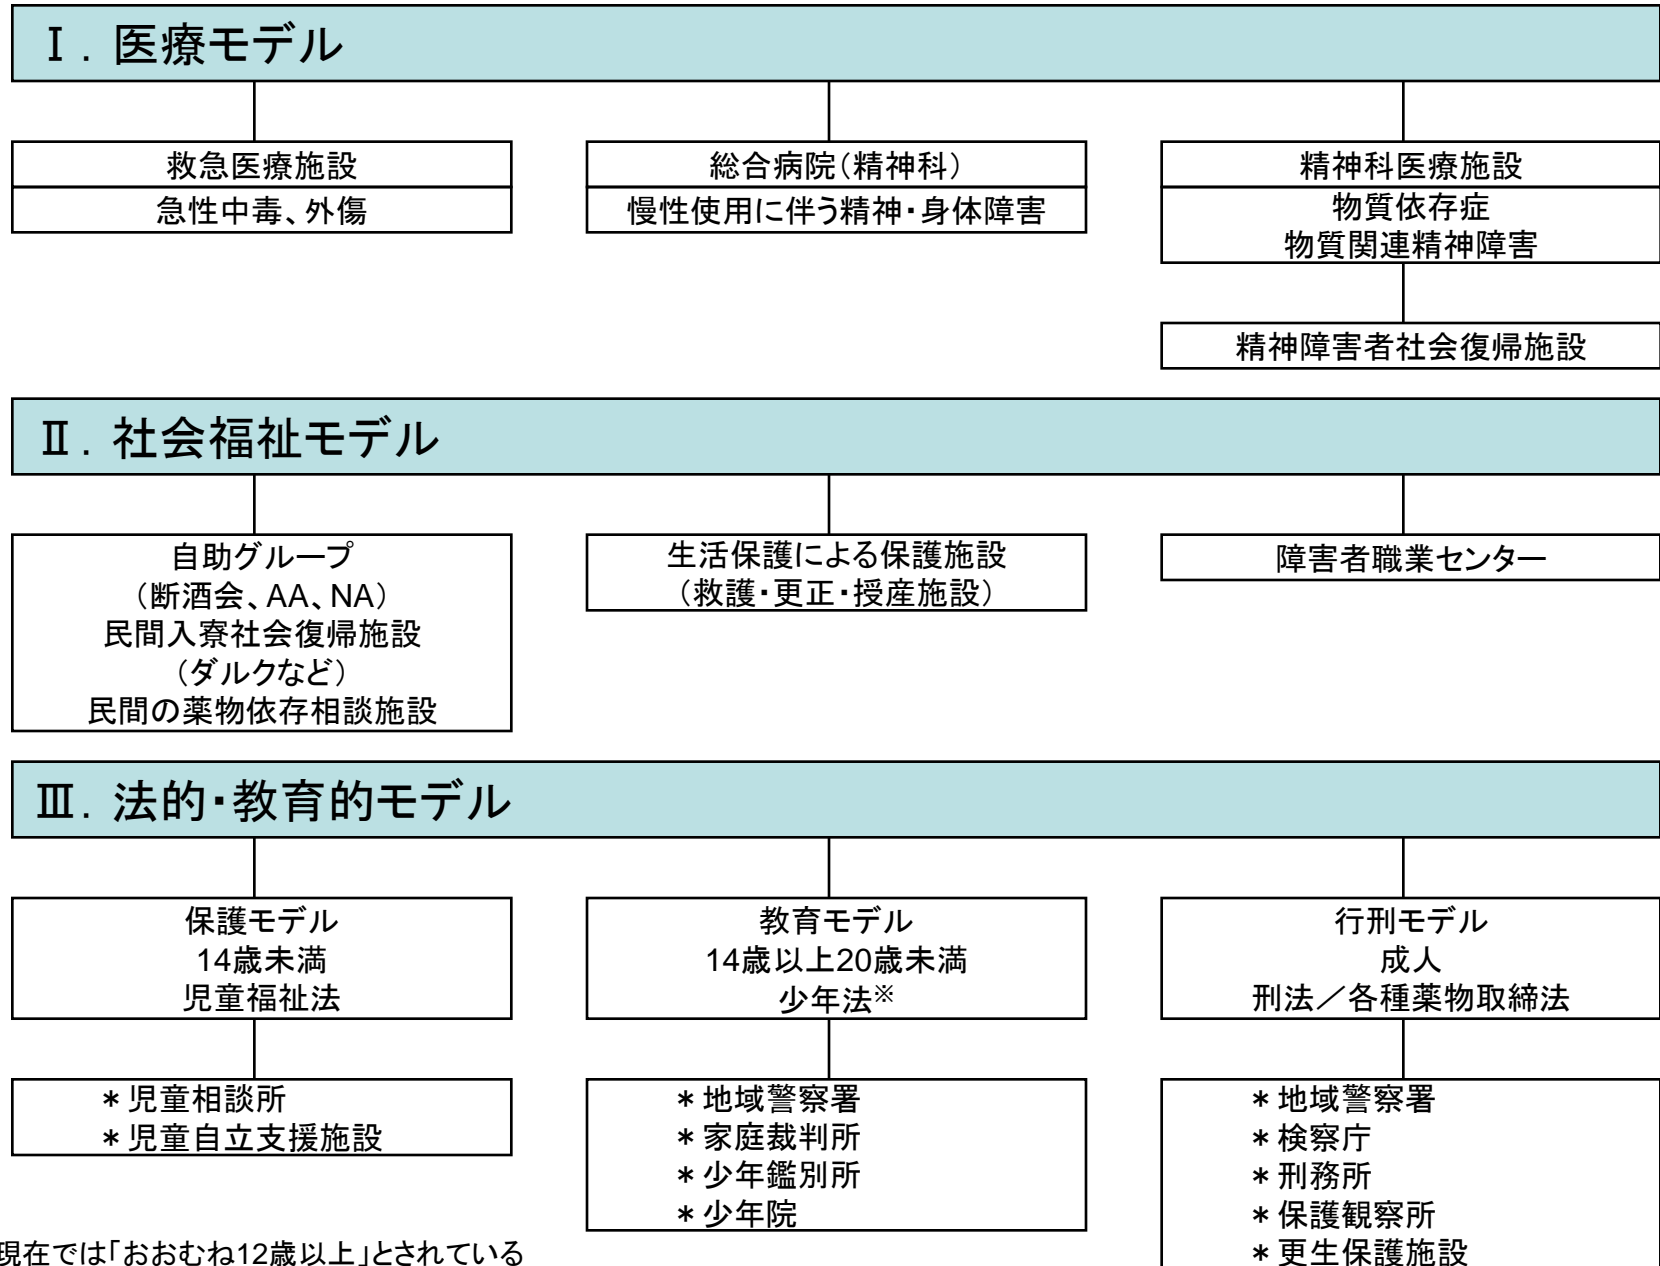 Ⅰ．医療モデル
救急医療施設
急性中毒、外傷
総合病院（精神科）
慢性使用に伴う精神・身体障害
精神科医療施設
物質依存症
物質関連精神障害
精神障害者社会復帰施設
Ⅱ．社会福祉モデル
自助グループ
（断酒会、AA、NA）
民間入寮社会復帰施設
（ダルクなど）
民間の薬物依存相談施設
生活保護による保護施設
（救護・更正・授産施設）
障害者職業センター
Ⅲ．法的・教育的モデル
保護モデル
14歳未満
児童福祉法
＊児童相談所
＊児童自立支援施設
教育モデル
14歳以上20歳未満
少年法※
＊地域警察署
＊家庭裁判所
＊少年鑑別所
＊少年院
行刑モデル
成人
刑法／各種薬物取締法
＊地域警察署
＊検察庁
＊刑務所
＊保護観察所
＊更生保護施設
現在では「おおむね12歳以上」とされている